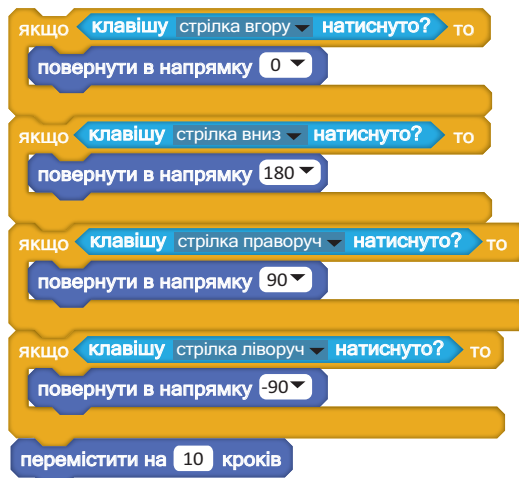 якщо клавішу стрілка вгору натиснуто? то
повернути в напрямку 0
якщо клавішу стрілка вниз натиснуто? то
повернути в напрямку 180
якщо клавішу стрілка праворуч натиснуто? то
повернути в напрямку 90
якщо клавішу стрілка ліворуч натиснуто? то
повернути в напрямку -90
перемістити на 10 кроків